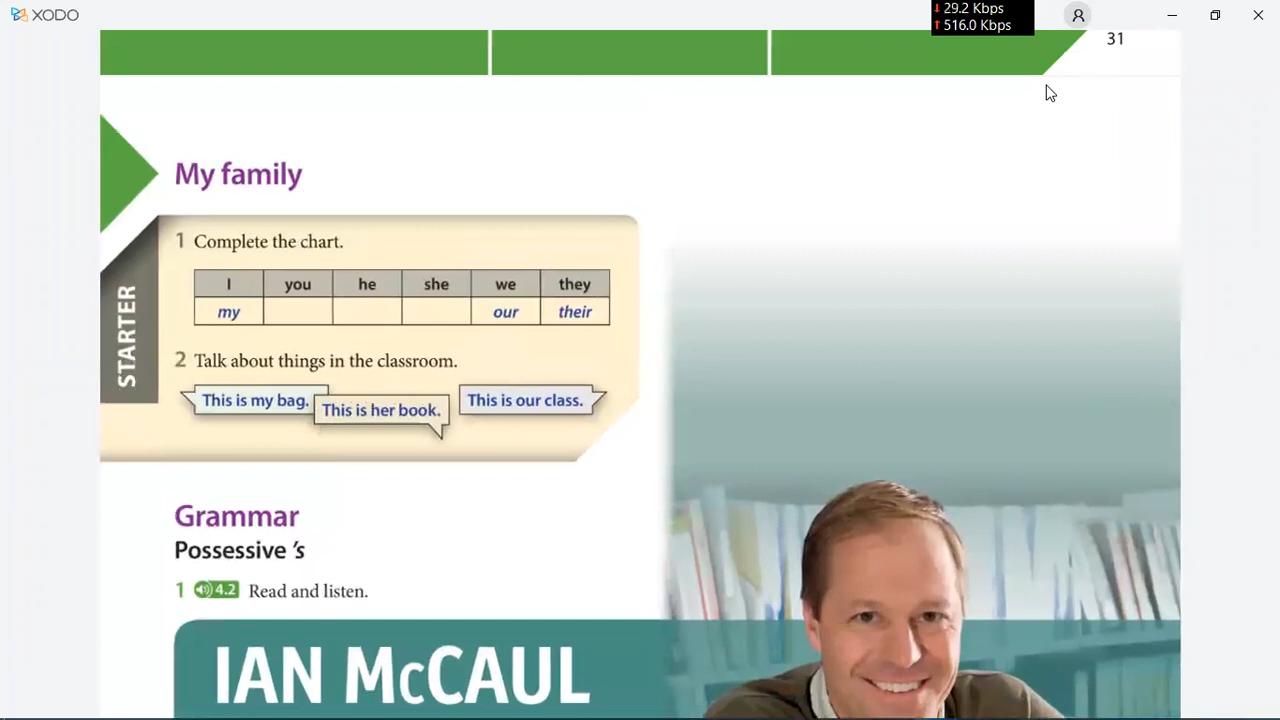 XODO
29.2 Kbps
516.0 Kbps
31
My family
STARTER
1 Complete the chart.
I you he she we they
my our their
2 Talk about things in the classroom.
This is my bag. This is her book. This is our class.
Grammar
Possessive 's
1 4.2 Read and listen.
IAN McCAUL